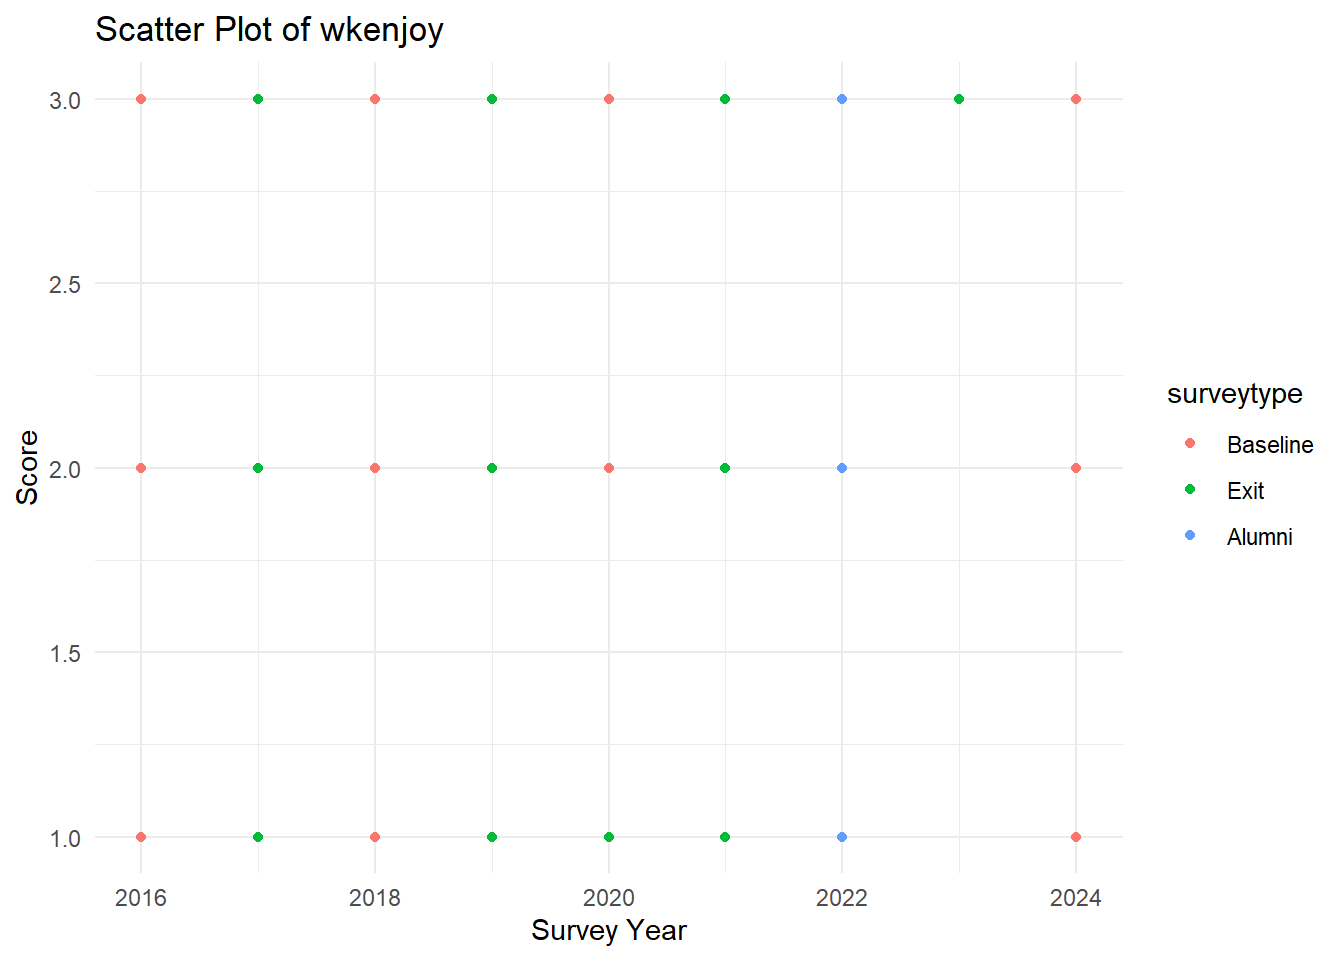 Scatter Plot of wkenjoy
3.0
2.5
2.0
1.5
1.0
Score
2016 2018 2020 2022 2024
Survey Year
surveytype
Baseline
Exit
Alumni